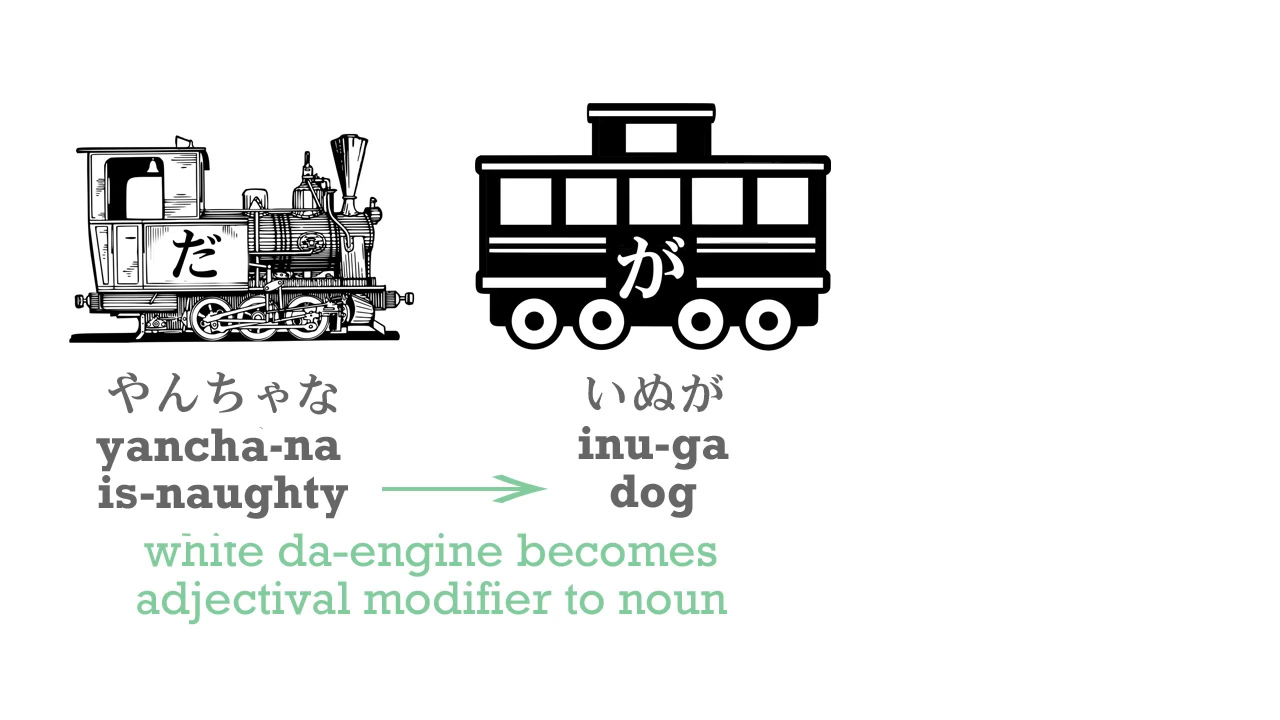 だ
が
やんちゃな
いぬが
yancha-na
inu-ga
is-naughty
dog
white da-engine becomes
adjectival modifier to noun